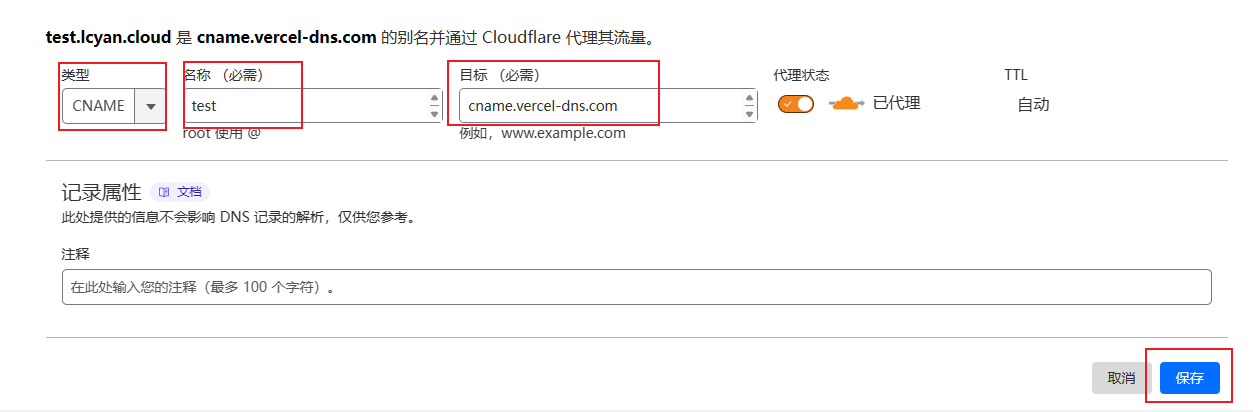 test.lcyan.cloud 是 cname.vercel-dns.com 的别名并通过 Cloudflare 代理其流量。
类型 名称 （必需） 目标 （必需） 代理状态 TTL
CNAME test cname.vercel-dns.com 已代理 自动
root 使用 @ 例如，www.example.com
记录属性 文档
此处提供的信息不会影响 DNS 记录的解析，仅供您参考。
注释
在此处输入您的注释（最多 100 个字符）。
取消 保存